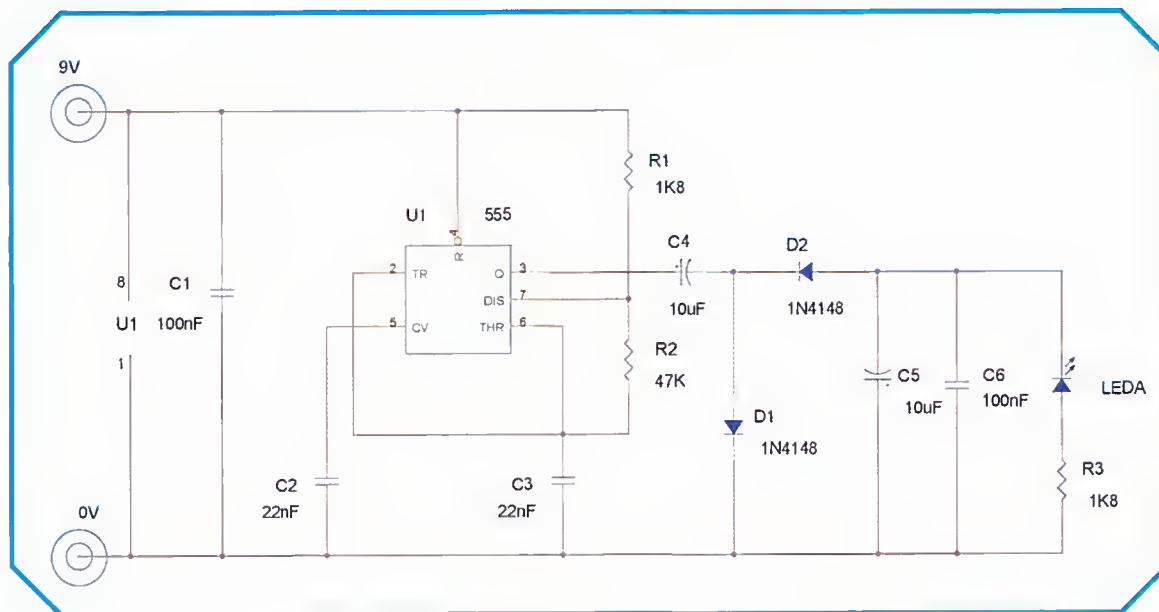 9V
R1
1K8
U1 555
4
R
C4
D2
2 TR Q 3
8
C1
DIS 7
10uF
1N4148
U1
100nF
5 CV THR 6
R2
47K
1
C5
10uF
C6
100nF
LEDA
D1
1N4148
C2
22nF
C3
22nF
R3
1K8
0V